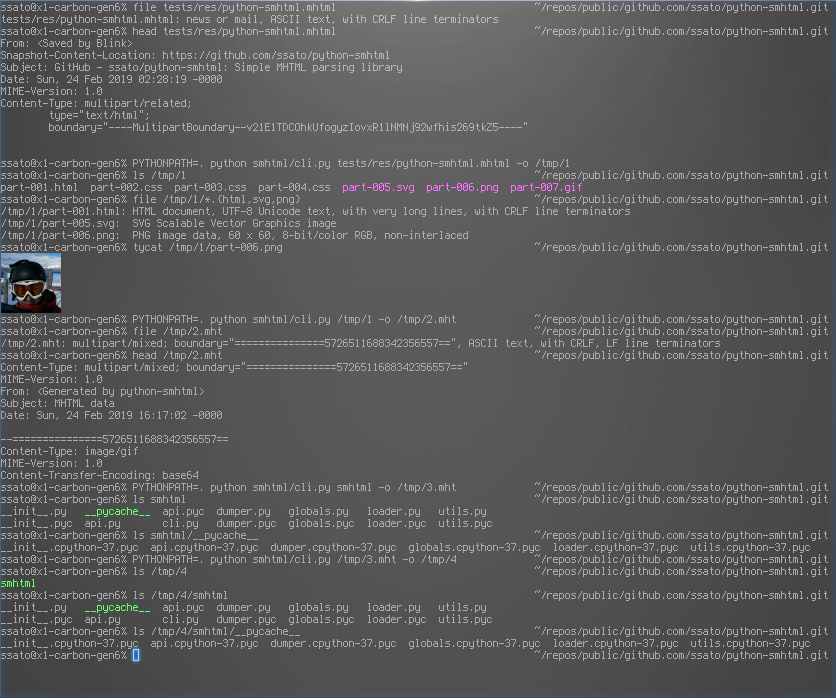 ssato@x1-carbon-gen6% file tests/res/python-smhtml.mhtml ~/repos/public/github.com/ssato/python-smhtml.git
tests/res/python-smhtml.mhtml: news or mail, ASCII text, with CRLF line terminators
ssato@x1-carbon-gen6% head tests/res/python-smhtml.mhtml ~/repos/public/github.com/ssato/python-smhtml.git
From: <Saved by Blink>
Snapshot-Content-Location: https://github.com/ssato/python-smhtml
Subject: GitHub - ssato/python-smhtml: Simple MHTML parsing library
Date: Sun, 24 Feb 2019 02:28:19 -0000
MIME-Version: 1.0
Content-Type: multipart/related;
type="text/html";
boundary="----MultipartBoundary--v21E1TDCOhkUfogyzIovxR1lNMNj92wfhis269tkZ5----"
ssato@x1-carbon-gen6% PYTHONPATH=. python smhtml/cli.py tests/res/python-smhtml.mhtml -o /tmp/1
ssato@x1-carbon-gen6% ls /tmp/1 ~/repos/public/github.com/ssato/python-smhtml.git
part-001.html part-002.css part-003.css part-004.css part-005.svg part-006.png part-007.gif
ssato@x1-carbon-gen6% file /tmp/1/*.(html,svg,png) ~/repos/public/github.com/ssato/python-smhtml.git
/tmp/1/part-001.html: HTML document, UTF-8 Unicode text, with very long lines, with CRLF line terminators
/tmp/1/part-005.svg: SVG Scalable Vector Graphics image
/tmp/1/part-006.png: PNG image data, 60 x 60, 8-bit/color RGB, non-interlaced
ssato@x1-carbon-gen6% tycat /tmp/1/part-006.png ~/repos/public/github.com/ssato/python-smhtml.git
ssato@x1-carbon-gen6% PYTHONPATH=. python smhtml/cli.py /tmp/1 -o /tmp/2.mht ~/repos/public/github.com/ssato/python-smhtml.git
ssato@x1-carbon-gen6% file /tmp/2.mht ~/repos/public/github.com/ssato/python-smhtml.git
/tmp/2.mht: multipart/mixed; boundary="===============5726511688342356557==", ASCII text, with CRLF, LF line terminators
ssato@x1-carbon-gen6% head /tmp/2.mht ~/repos/public/github.com/ssato/python-smhtml.git
Content-Type: multipart/mixed; boundary="===============5726511688342356557=="
MIME-Version: 1.0
From: <Generated by python-smhtml>
Subject: MHTML data
Date: Sun, 24 Feb 2019 16:17:02 -0000
--===============5726511688342356557==
Content-Type: image/gif
MIME-Version: 1.0
Content-Transfer-Encoding: base64
ssato@x1-carbon-gen6% PYTHONPATH=. python smhtml/cli.py smhtml -o /tmp/3.mht ~/repos/public/github.com/ssato/python-smhtml.git
ssato@x1-carbon-gen6% ls smhtml ~/repos/public/github.com/ssato/python-smhtml.git
__init__.py __pycache__ api.pyc dumper.py globals.py loader.py utils.py
__init__.pyc api.py cli.py dumper.pyc globals.pyc loader.pyc utils.pyc
ssato@x1-carbon-gen6% ls smhtml/__pycache__ ~/repos/public/github.com/ssato/python-smhtml.git
__init__.cpython-37.pyc api.cpython-37.pyc dumper.cpython-37.pyc globals.cpython-37.pyc loader.cpython-37.pyc utils.cpython-37.pyc
ssato@x1-carbon-gen6% PYTHONPATH=. python smhtml/cli.py /tmp/3.mht -o /tmp/4 ~/repos/public/github.com/ssato/python-smhtml.git
ssato@x1-carbon-gen6% ls /tmp/4 ~/repos/public/github.com/ssato/python-smhtml.git
smhtml
ssato@x1-carbon-gen6% ls /tmp/4/smhtml ~/repos/public/github.com/ssato/python-smhtml.git
__init__.py __pycache__ api.pyc dumper.py globals.py loader.py utils.py
__init__.pyc api.py cli.py dumper.pyc globals.pyc loader.pyc utils.pyc
ssato@x1-carbon-gen6% ls /tmp/4/smhtml/__pycache__ ~/repos/public/github.com/ssato/python-smhtml.git
__init__.cpython-37.pyc api.cpython-37.pyc dumper.cpython-37.pyc globals.cpython-37.pyc loader.cpython-37.pyc utils.cpython-37.pyc
ssato@x1-carbon-gen6% ~/repos/public/github.com/ssato/python-smhtml.git